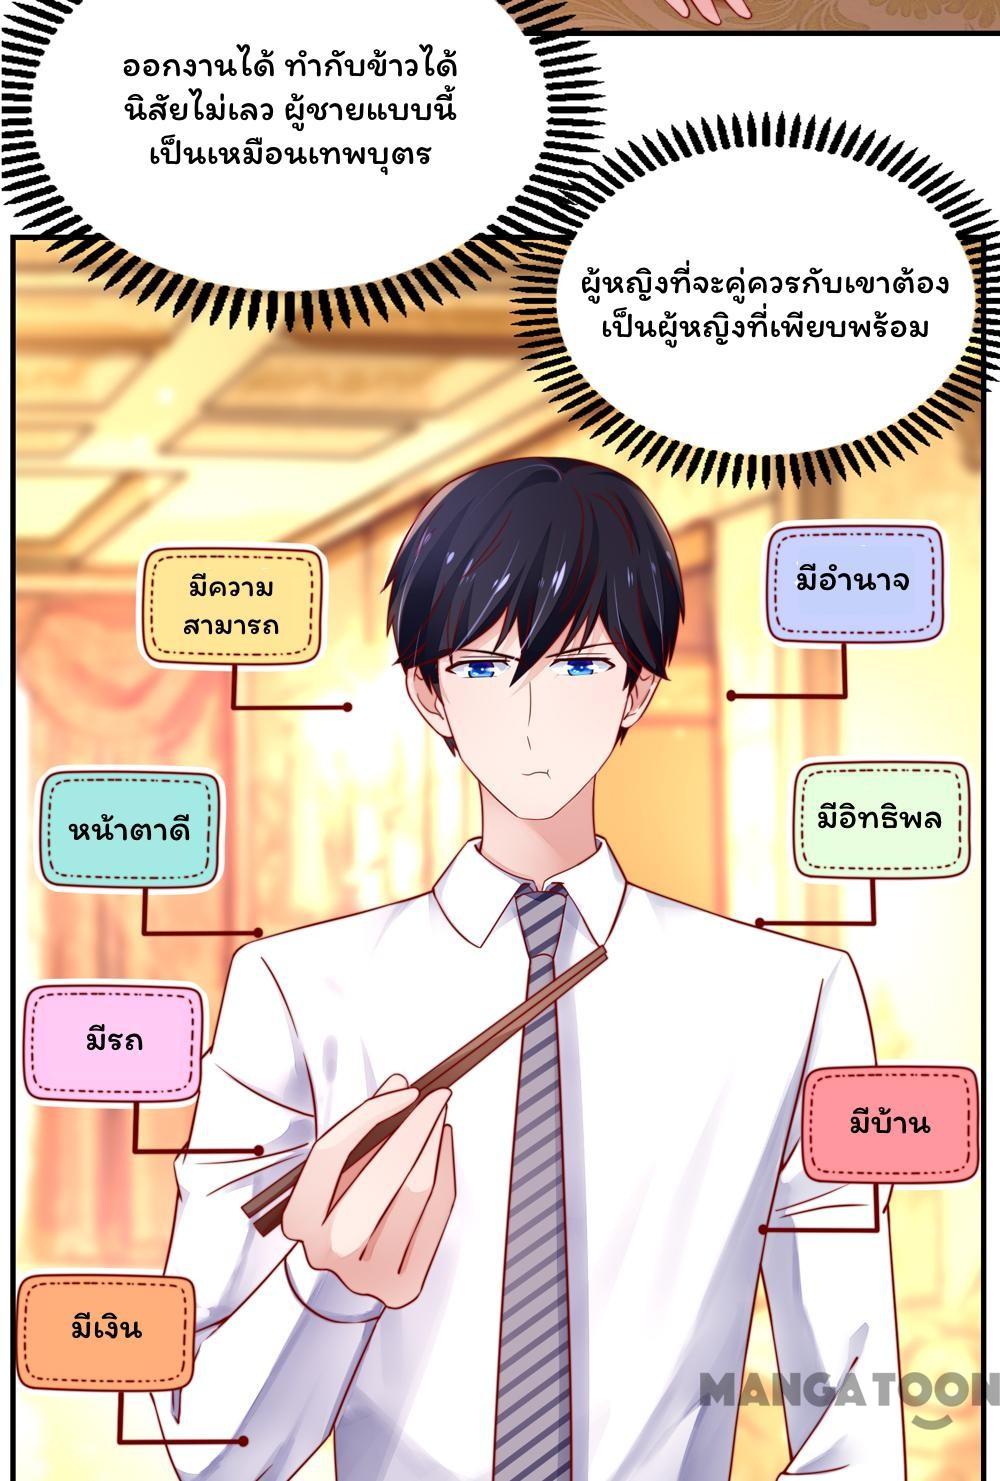 ออกงานได้ ทำกับข้าวได้
นิสัยไม่เลว ผู้ชายแบบนี้
เป็นเหมือนเทพบุตร
ผู้หญิงที่จะคู่ควรกับเขาต้อง
เป็นผู้หญิงที่เพียบพร้อม
มีความ
สามารถ
มีอำนาจ
หน้าตาดี
มีอิทธิพล
มีรถ
มีบ้าน
มีเงิน
MANGATOON